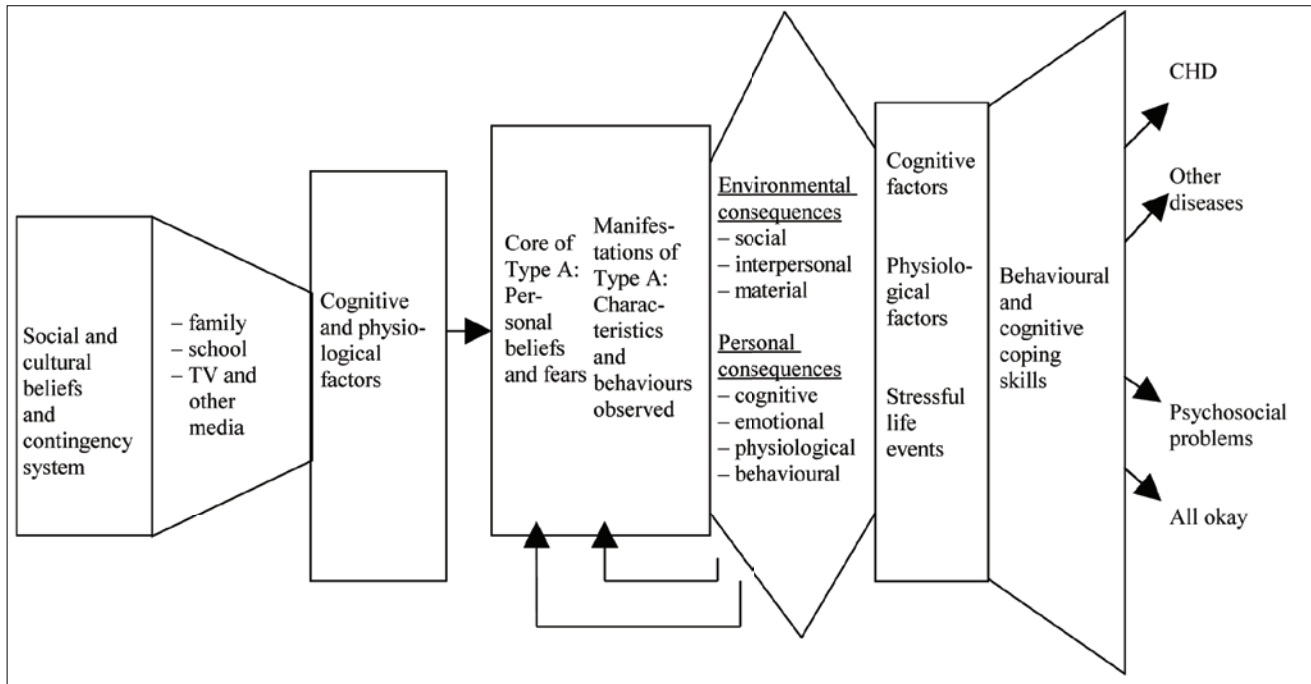 Social and
cultural
beliefs
and
contingency
system
– family
– school
– TV and
other
media
Cognitive
and physio-
logical
factors
Core of
Type A:
Per-
sonal
beliefs
and fears
Manifes-
tations of
Type A:
Charac-
teristics
and
behaviours
observed
Environmental
consequences
– social
– interpersonal
– material
Personal
consequences
– cognitive
– emotional
– physiological
– behavioural
Cognitive
factors
Physiolo-
gical
factors
Stressful
life
events
Behavioural
and
cognitive
coping
skills
CHD
Other
diseases
Psychosocial
problems
All okay